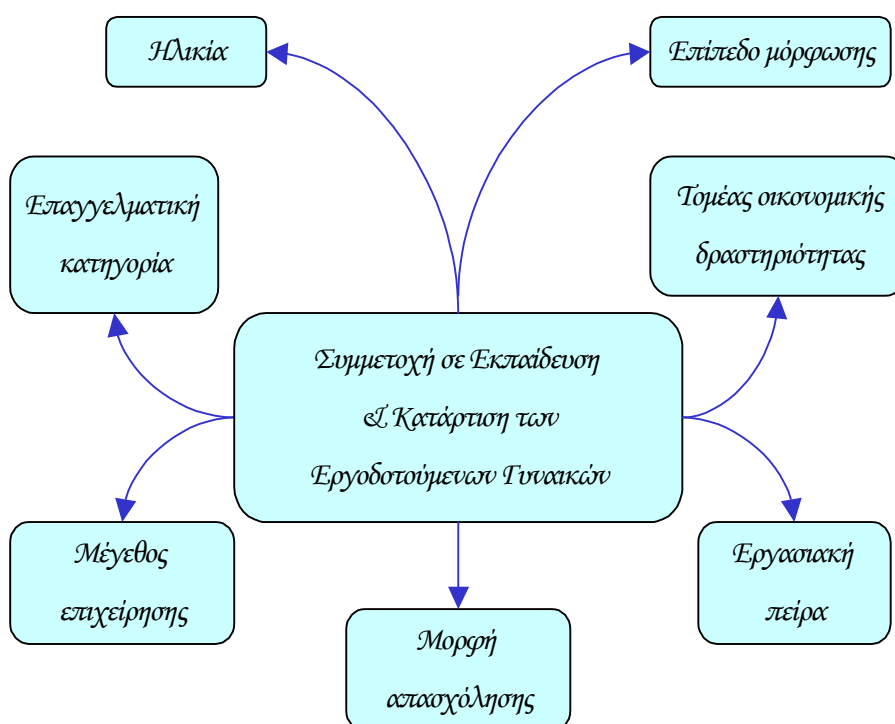 Ηλικία
Επίπεδο μόρφωσης
Επαγγελματική
κατηγορία
Τομέας οικονομικής
δραστηριότητας
Συμμετοχή σε Εκπαίδευση
& Κατάρτιση των
Εργοδοτούμενων Γυναικών
Μέγεθος
επιχείρησης
Εργασιακή
πείρα
Μορφή
απασχόλησης